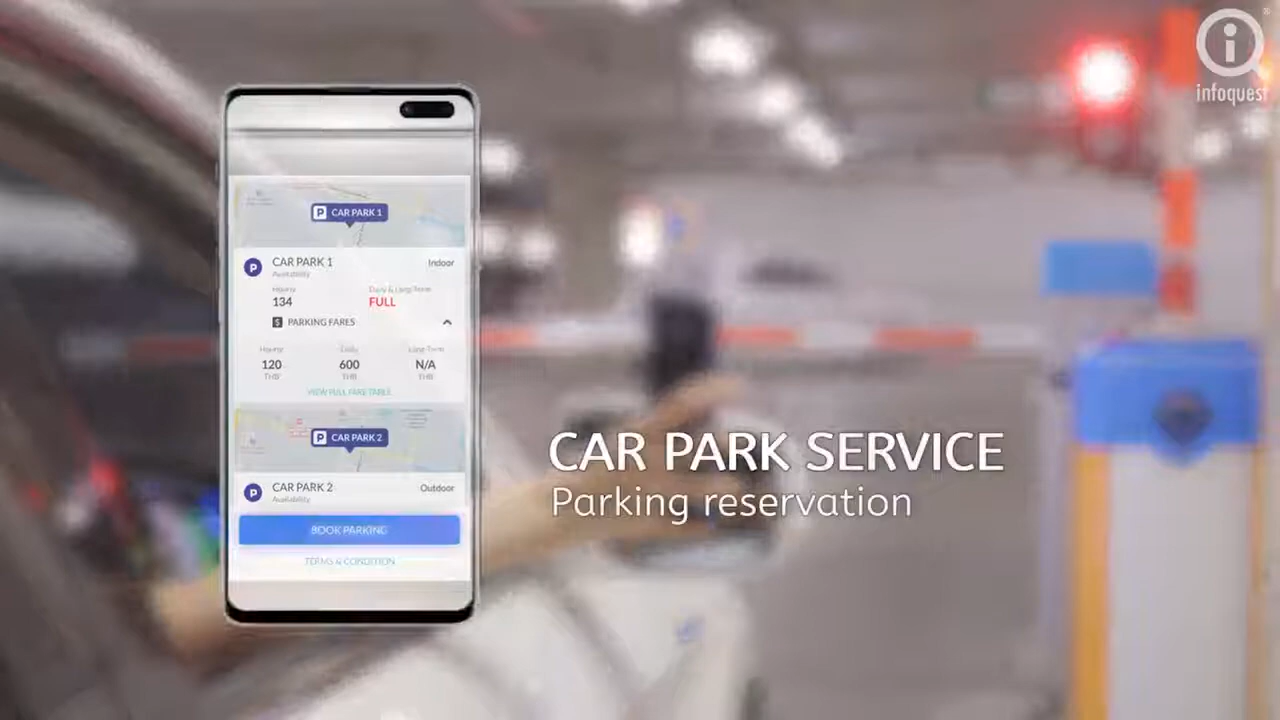 infoquest
CAR PARK 1
CAR PARK 1
Indoor
Availability
Hourly
Daily & Long-Term
134
FULL
PARKING FARES
Hourly
Daily
Long-Term
120
600
N/A
THB
THB
THB
VIEW FULL FARE TABLE
CAR PARK 2
CAR PARK 2
Outdoor
Availability
BOOK PARKING
TERMS & CONDITION
CAR PARK SERVICE
Parking reservation